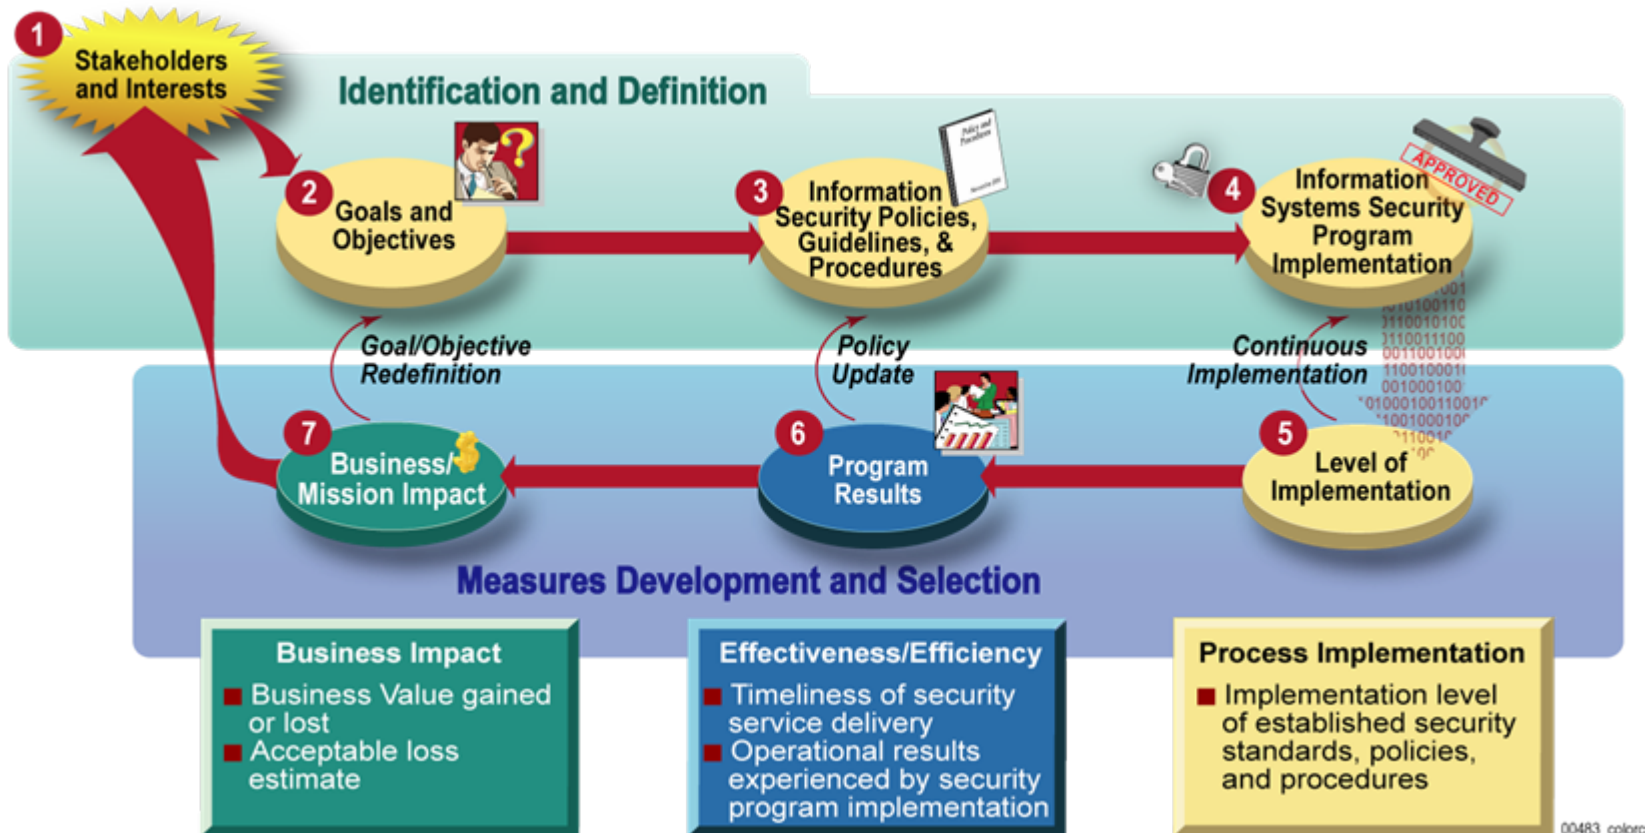 1
Stakeholders
and Interests
Identification and Definition
2
Goals and
Objectives
3
Information
Security Policies,
Guidelines, &
Procedures
Policy and
Procedures
4
Information
Systems Security
Program
Implementation
APPROVED
Goal/Objective
Redefinition
Policy
Update
Continuous
Implementation
7
Business/
Mission Impact
6
Program
Results
5
Level of
Implementation
Measures Development and Selection
Business Impact
Business Value gained
or lost
Acceptable loss
estimate
Effectiveness/Efficiency
Timeliness of security
service delivery
Operational results
experienced by security
program implementation
Process Implementation
Implementation level
of established security
standards, policies,
and procedures
00483